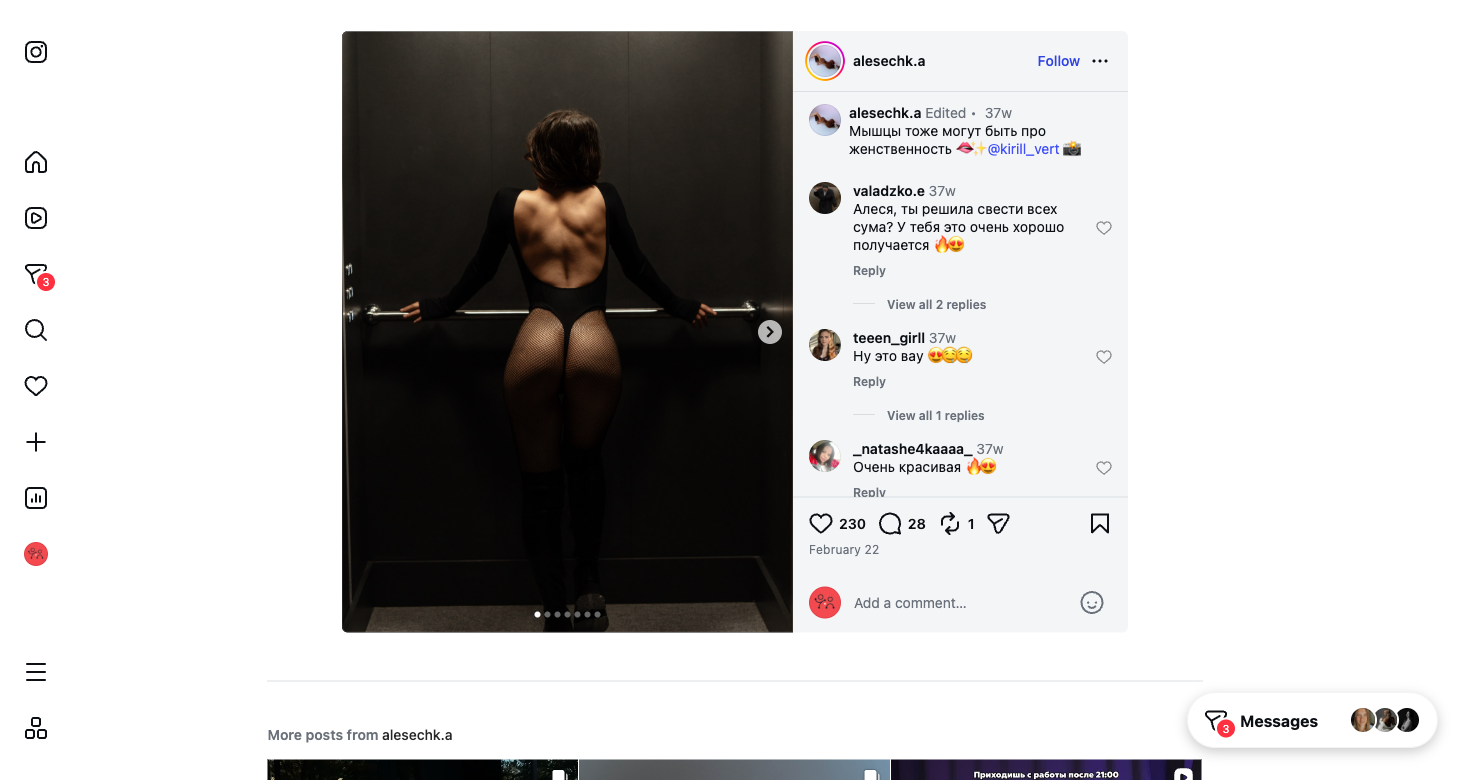 alesechk.a
Follow
alesechk.a Edited • 37w
Мышцы тоже могут быть про
женственность 🫦✨@kirill_vert 📸
valadzko.e 37w
Алеся, ты решила свести всех
сума? У тебя это очень хорошо
получается 🔥😍
Reply
View all 2 replies
teeen_girll 37w
Ну это вау 😍😏😏
Reply
View all 1 replies
_natashe4kaaaa_ 37w
Очень красивая 🔥😍
Reply
230 28 1
February 22
Add a comment...
3
3 Messages
More posts from alesechk.a
Приходишь с работы после 21:00